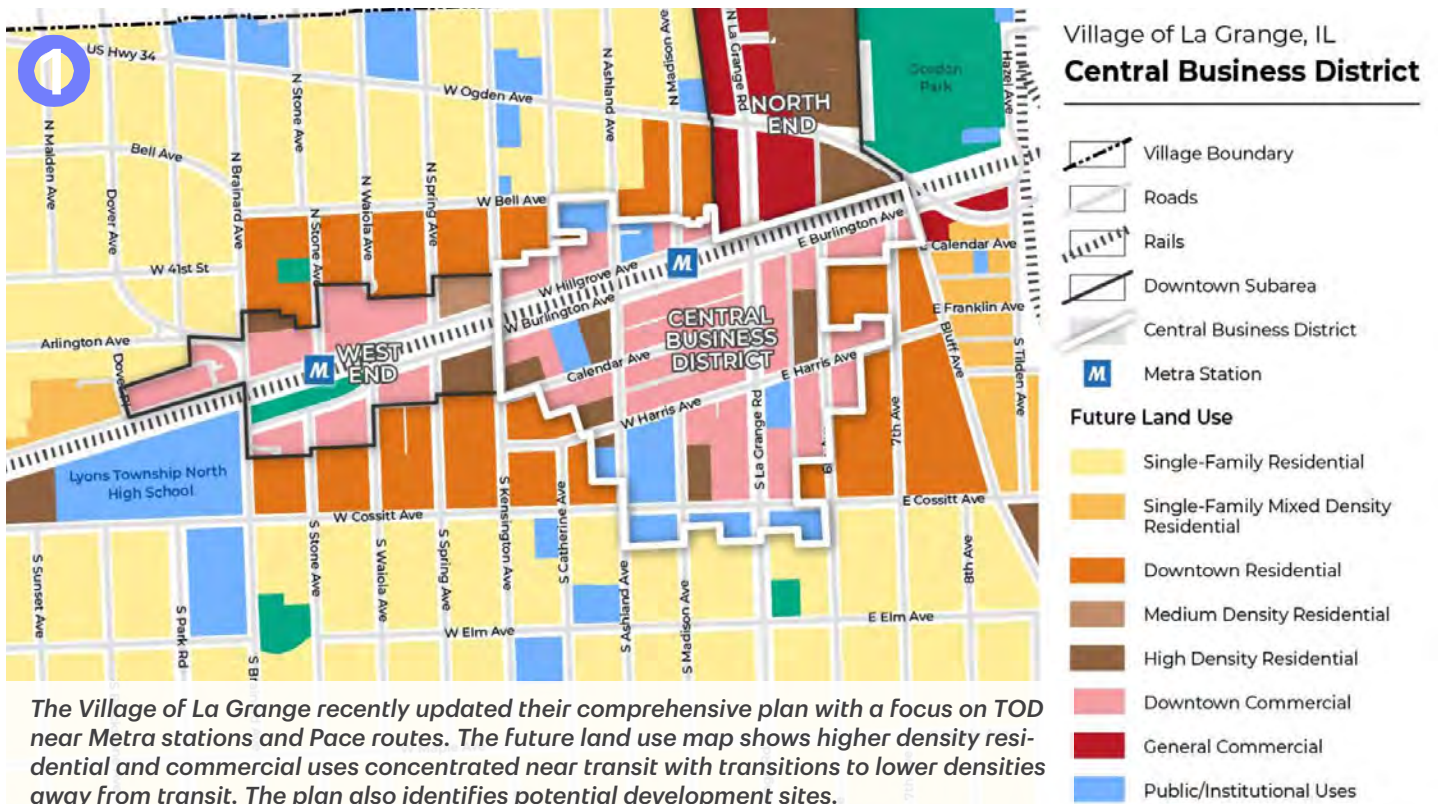 1
Village of La Grange, IL
Central Business District
Village Boundary
Roads
Rails
Downtown Subarea
Central Business District
M
Metra Station
Future Land Use
Single-Family Residential
Single-Family Mixed Density
Residential
Downtown Residential
Medium Density Residential
High Density Residential
Downtown Commercial
General Commercial
Public/Institutional Uses
US Hwy 34
N Malden Ave
Bell Ave
Dover Ave
N Brainard Ave
N Stone Ave
W Ogden Ave
N Ashland Ave
N Madison Ave
N La Grange Rd
NORTH
END
Gordon
Park
Hazel Ave
N Stone Ave
N Waiola Ave
N Spring Ave
W Bell Ave
W 41st St
Arlington Ave
W Hillgrove Ave
W Burlington Ave
M
E Burlington Ave
E Calendar Ave
E Franklin Ave
CENTRAL
BUSINESS
DISTRICT
M
WEST
END
Calendar Ave
E Harris Ave
W Harris Ave
Bluff Ave
S Tilden Ave
7th Ave
S La Grange Rd
Lyons Township North
High School
W Cossitt Ave
E Cossitt Ave
S Kensington Ave
S Catherine Ave
S Sunset Ave
S Park Rd
S Stone Ave
S Waiola Ave
S Spring Ave
S Ashland Ave
S Madison Ave
8th Ave
W Elm Ave
E Elm Ave
The Village of La Grange recently updated their comprehensive plan with a focus on TOD
near Metra stations and Pace routes. The future land use map shows higher density resi-
dential and commercial uses concentrated near transit with transitions to lower densities
away from transit. The plan also identifies potential development sites.